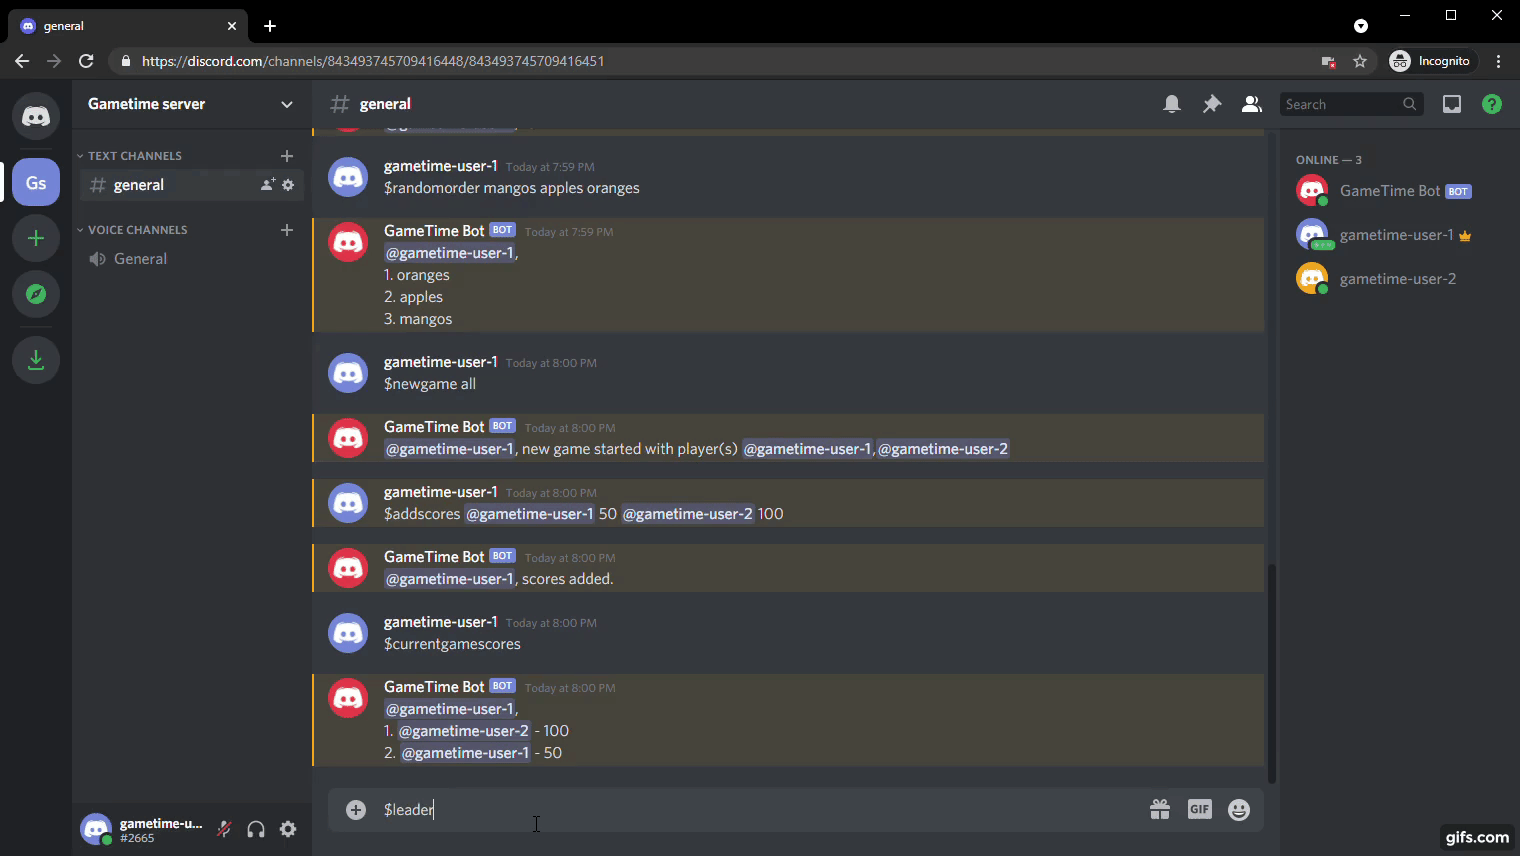 general
https://discord.com/channels/843493745709416448/843493745709416451
Incognito
Gametime server
general
Search
TEXT CHANNELS
general
VOICE CHANNELS
General
Gs
gametime-user-1 Today at 7:59 PM
$randomorder mangos apples oranges
GameTime Bot BOT Today at 7:59 PM
@gametime-user-1,
1. oranges
2. apples
3. mangos
gametime-user-1 Today at 8:00 PM
$newgame all
GameTime Bot BOT Today at 8:00 PM
@gametime-user-1, new game started with player(s) @gametime-user-1, @gametime-user-2
gametime-user-1 Today at 8:00 PM
$addscores @gametime-user-1 50 @gametime-user-2 100
GameTime Bot BOT Today at 8:00 PM
@gametime-user-1, scores added.
gametime-user-1 Today at 8:00 PM
$currentgamescores
GameTime Bot BOT Today at 8:00 PM
@gametime-user-1,
1. @gametime-user-2 - 100
2. @gametime-user-1 - 50
$leader
GIF
ONLINE — 3
GameTime Bot BOT
gametime-user-1
gametime-user-2
gametime-u...
#2665
gifs.com